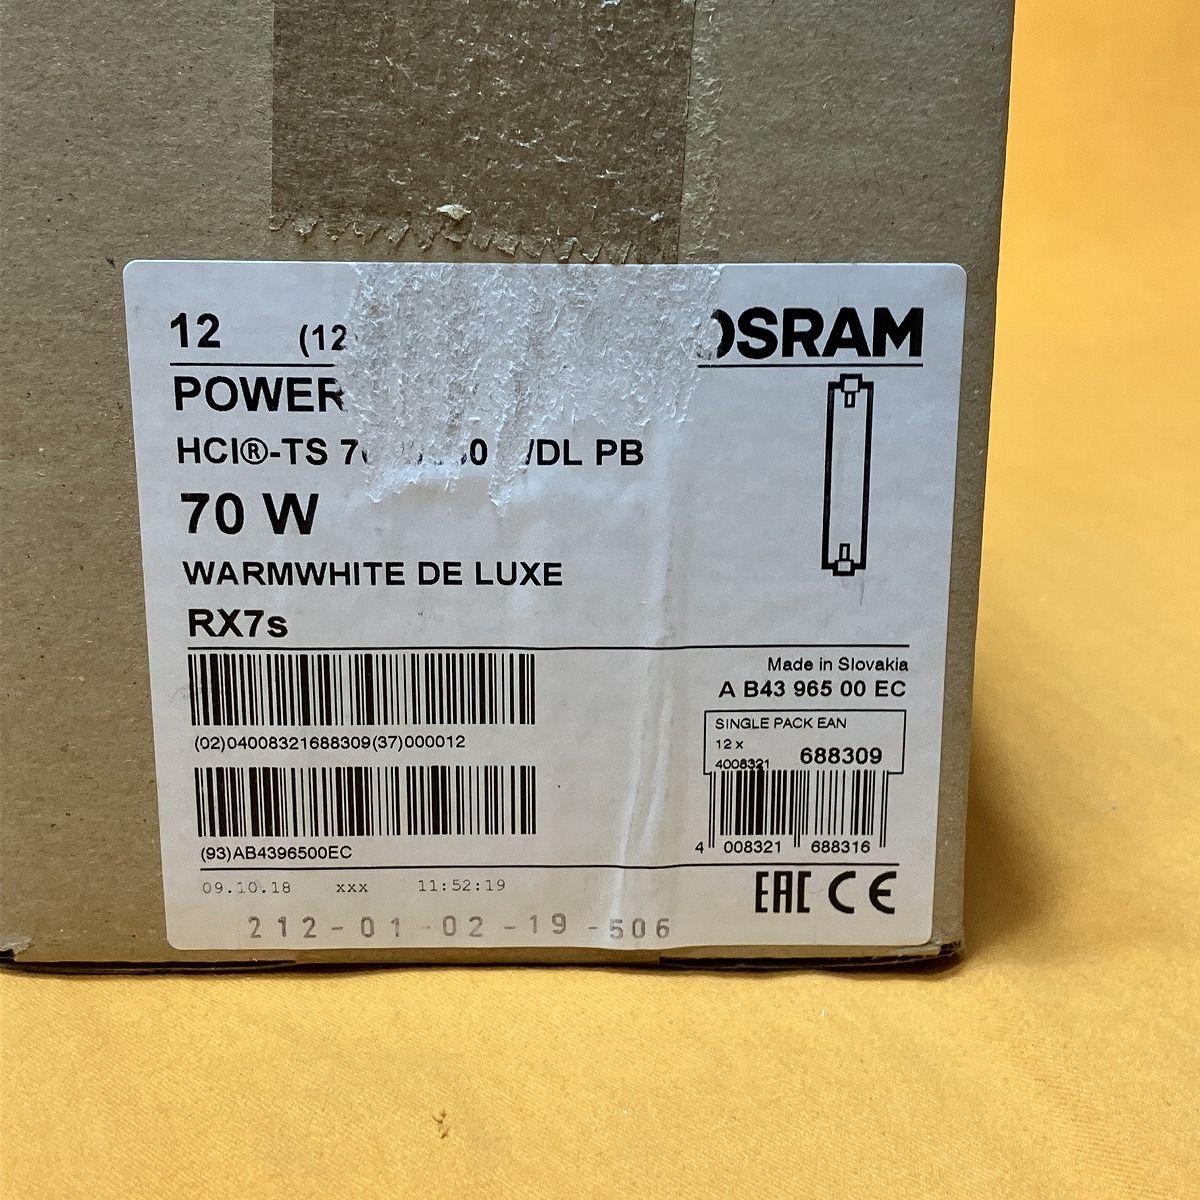 12 (12
OSRAM
POWER
HCI®-TS 7 0 /DL PB
70 W
WARMWHITE DE LUXE
RX7s
Made in Slovakia
A B43 965 00 EC
(02)04008321688309(37)000012
SINGLE PACK EAN
12 x
4008321 688309
(93)AB4396500EC
4 008321 688316
09.10.18 xxx 11:52:19
EAC CE
212-01-02-19-506